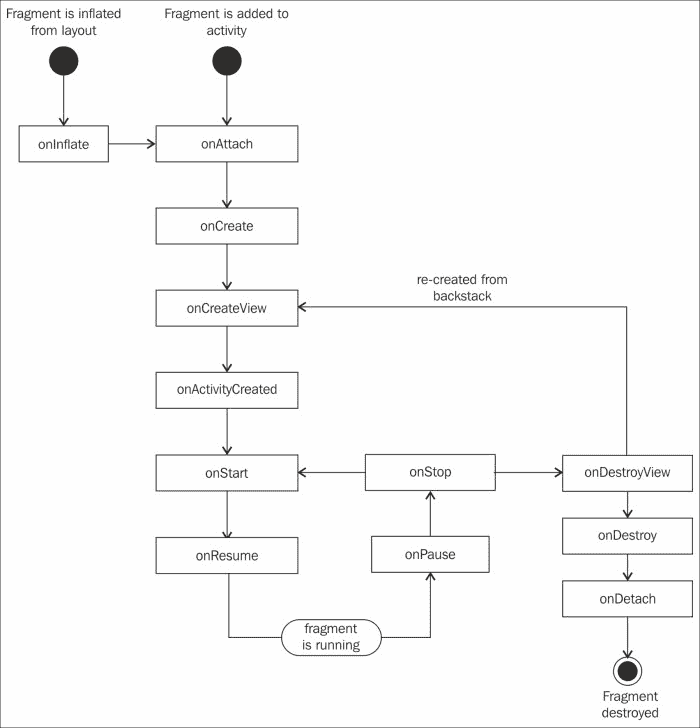 Fragment is inflated
from layout
Fragment is added to
activity
onInflate
onAttach
onCreate
re-created from
backstack
onCreateView
onActivityCreated
onStart
onStop
onDestroyView
onDestroy
onResume
onPause
onDetach
fragment
is running
Fragment
destroyed